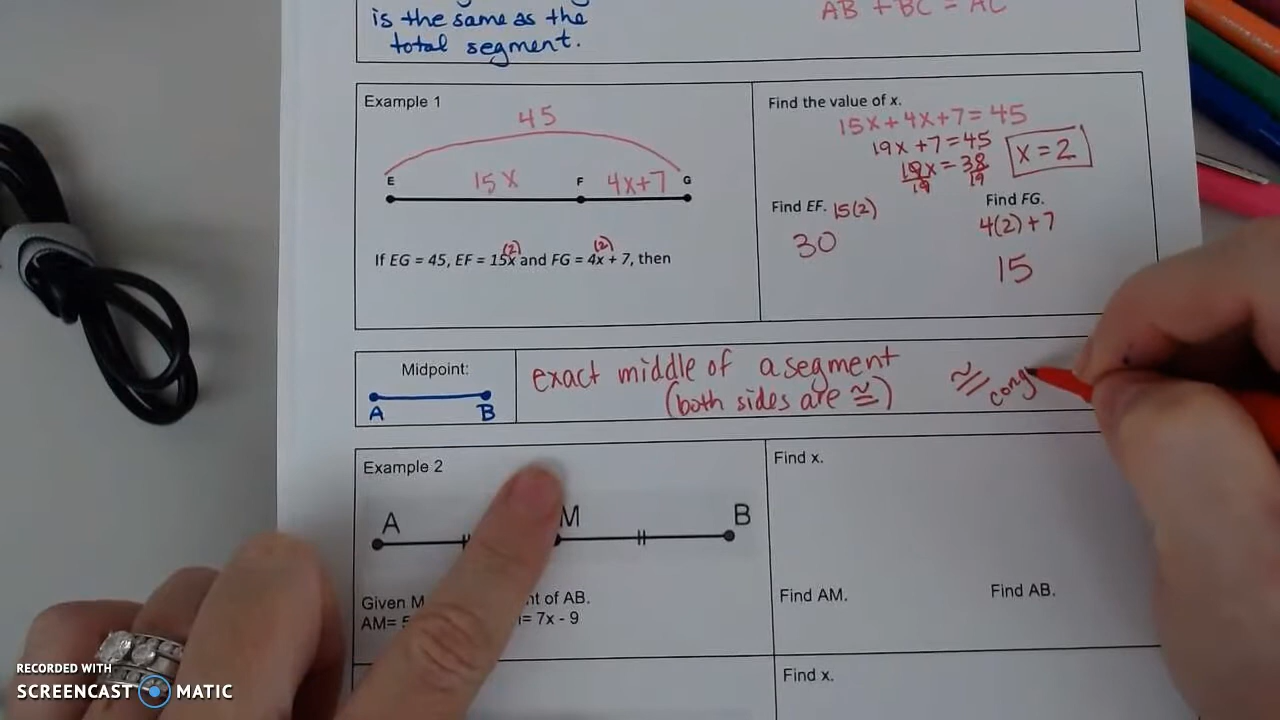 is the same as the
total segment.
AB + BC = AC
Example 1
45
E
15x
F
4x+7
G
If EG = 45, EF = 15x and FG = 4x + 7, then
(2)
(2)
Find the value of x.
15x+4x+7=45
19x+7=45
19x=38
19 19
x=2
Find EF. 15(2)
30
Find FG.
4(2)+7
15
Midpoint:
A B
exact middle of a segment
(both sides are ≅)
≅ cong
Example 2
A M B
Given M of AB.
AM= = 7x - 9
Find x.
Find AM.
Find AB.
Find x.
RECORDED WITH
SCREENCAST MATIC